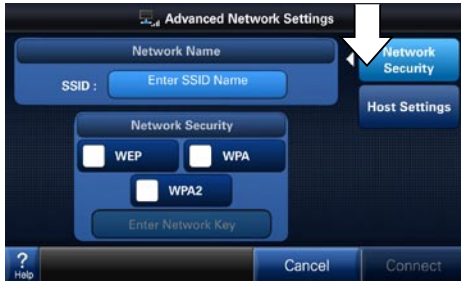 Advanced Network Settings
Network Name
SSID :
Enter SSID Name
Network Security
WEP
WPA
WPA2
Enter Network Key
Network
Security
Host Settings
?
Help
Cancel
Connect